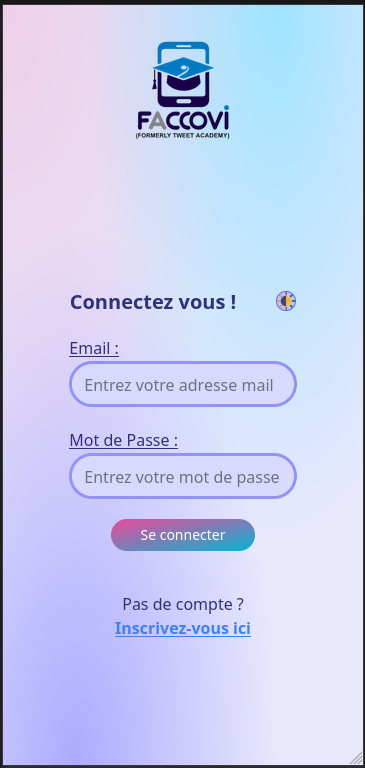 FACCOVI
(FORMERLY TWEET ACADEMY)
Connectez vous !
Email :
Entrez votre adresse mail
Mot de Passe :
Entrez votre mot de passe
Se connecter
Pas de compte ?
Inscrivez-vous ici